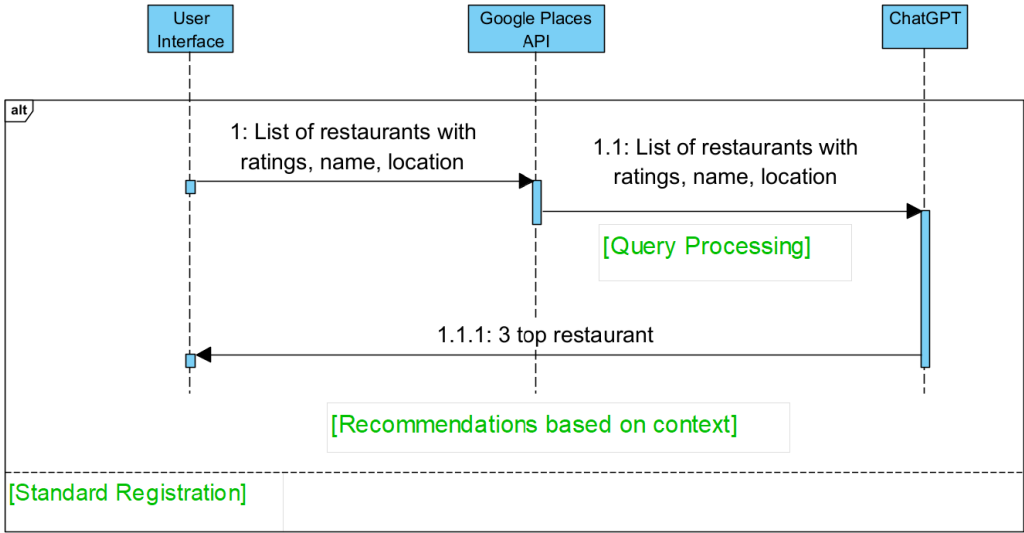 User
Interface
Google Places
API
ChatGPT
alt
1: List of restaurants with
ratings, name, location
1.1: List of restaurants with
ratings, name, location
[Query Processing]
1.1.1: 3 top restaurant
[Recommendations based on context]
[Standard Registration]